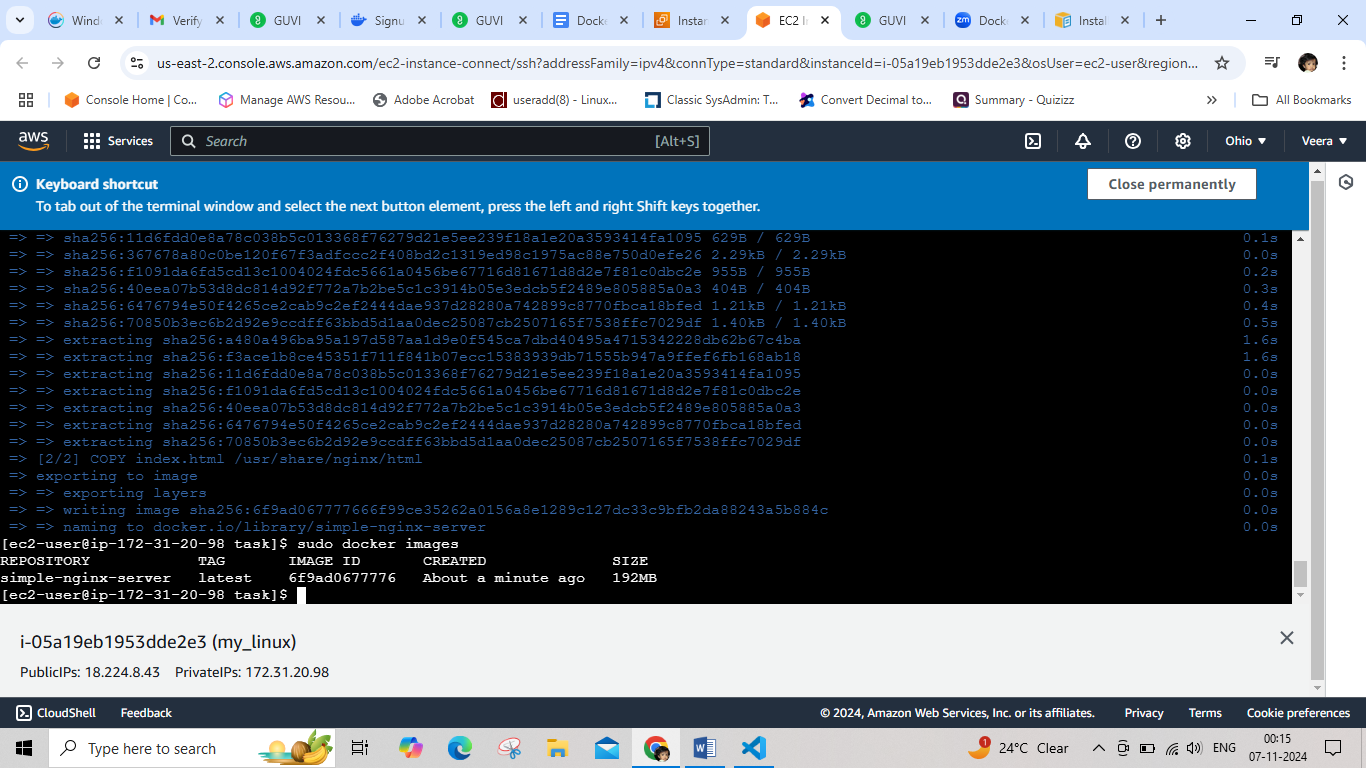 Windo
Verify
GUVI
Signu
GUVI
Docke
Instan
EC2 In
GUVI
Docke
Instal
us-east-2.console.aws.amazon.com/ec2-instance-connect/ssh?addressFamily=ipv4&connType=standard&instanceId=i-05a19eb1953dde2e3&osUser=ec2-user&region...
Console Home | Co...
Manage AWS Resou...
Adobe Acrobat
useradd(8) - Linux...
Classic SysAdmin: T...
Convert Decimal to...
Summary - Quizizz
All Bookmarks
aws
Services
Search
[Alt+S]
Ohio
Veera
Keyboard shortcut
To tab out of the terminal window and select the next button element, press the left and right Shift keys together.
Close permanently
=> => sha256:11d6fdd0e8a78c038b5c013368f76279d21e5ee239f18a1e20a3593414fa1095 629B / 629B 0.1s
=> => sha256:367678a80c0be120f67f3adfccc2f408bd2c1319ed98c1975ac88e750d0efe26 2.29kB / 2.29kB 0.0s
=> => sha256:f1091da6fd5cd13c1004024fdc5661a0456be67716d81671d8d2e7f81c0dbc2e 955B / 955B 0.2s
=> => sha256:40eea07b53d8dc814d92f772a7b2be5c1c3914b05e3edcb5f2489e805885a0a3 404B / 404B 0.3s
=> => sha256:6476794e50f4265ce2cab9c2ef2444dae937d28280a742899c8770fbca18bfed 1.21kB / 1.21kB 0.4s
=> => sha256:70850b3ec6b2d92e9ccdff63bbd5d1aa0dec25087cb2507165f7538ffc7029df 1.40kB / 1.40kB 0.5s
=> => extracting sha256:a480a496ba95a197d587aa1d9e0f545ca7dbd40495a4715342228db62b67c4ba 1.6s
=> => extracting sha256:f3ace1b8ce45351f711f841b07ecc15383939db71555b947a9ffef6fb168ab18 1.6s
=> => extracting sha256:11d6fdd0e8a78c038b5c013368f76279d21e5ee239f18a1e20a3593414fa1095 0.0s
=> => extracting sha256:f1091da6fd5cd13c1004024fdc5661a0456be67716d81671d8d2e7f81c0dbc2e 0.0s
=> => extracting sha256:40eea07b53d8dc814d92f772a7b2be5c1c3914b05e3edcb5f2489e805885a0a3 0.0s
=> => extracting sha256:6476794e50f4265ce2cab9c2ef2444dae937d28280a742899c8770fbca18bfed 0.0s
=> => extracting sha256:70850b3ec6b2d92e9ccdff63bbd5d1aa0dec25087cb2507165f7538ffc7029df 0.0s
=> [2/2] COPY index.html /usr/share/nginx/html 0.1s
=> exporting to image 0.0s
=> => exporting layers 0.0s
=> => writing image sha256:6f9ad067777666f99ce35262a0156a8e1289c127dc33c9bfb2da88243a5b884c 0.0s
=> => naming to docker.io/library/simple-nginx-server 0.0s
[ec2-user@ip-172-31-20-98 task]$ sudo docker images
REPOSITORY TAG IMAGE ID CREATED SIZE
simple-nginx-server latest 6f9ad0677776 About a minute ago 192MB
[ec2-user@ip-172-31-20-98 task]$
i-05a19eb1953dde2e3 (my_linux)
PublicIPs: 18.224.8.43 PrivateIPs: 172.31.20.98
CloudShell
Feedback
© 2024, Amazon Web Services, Inc. or its affiliates.
Privacy
Terms
Cookie preferences
Type here to search
1
24°C Clear
ENG
00:15
07-11-2024